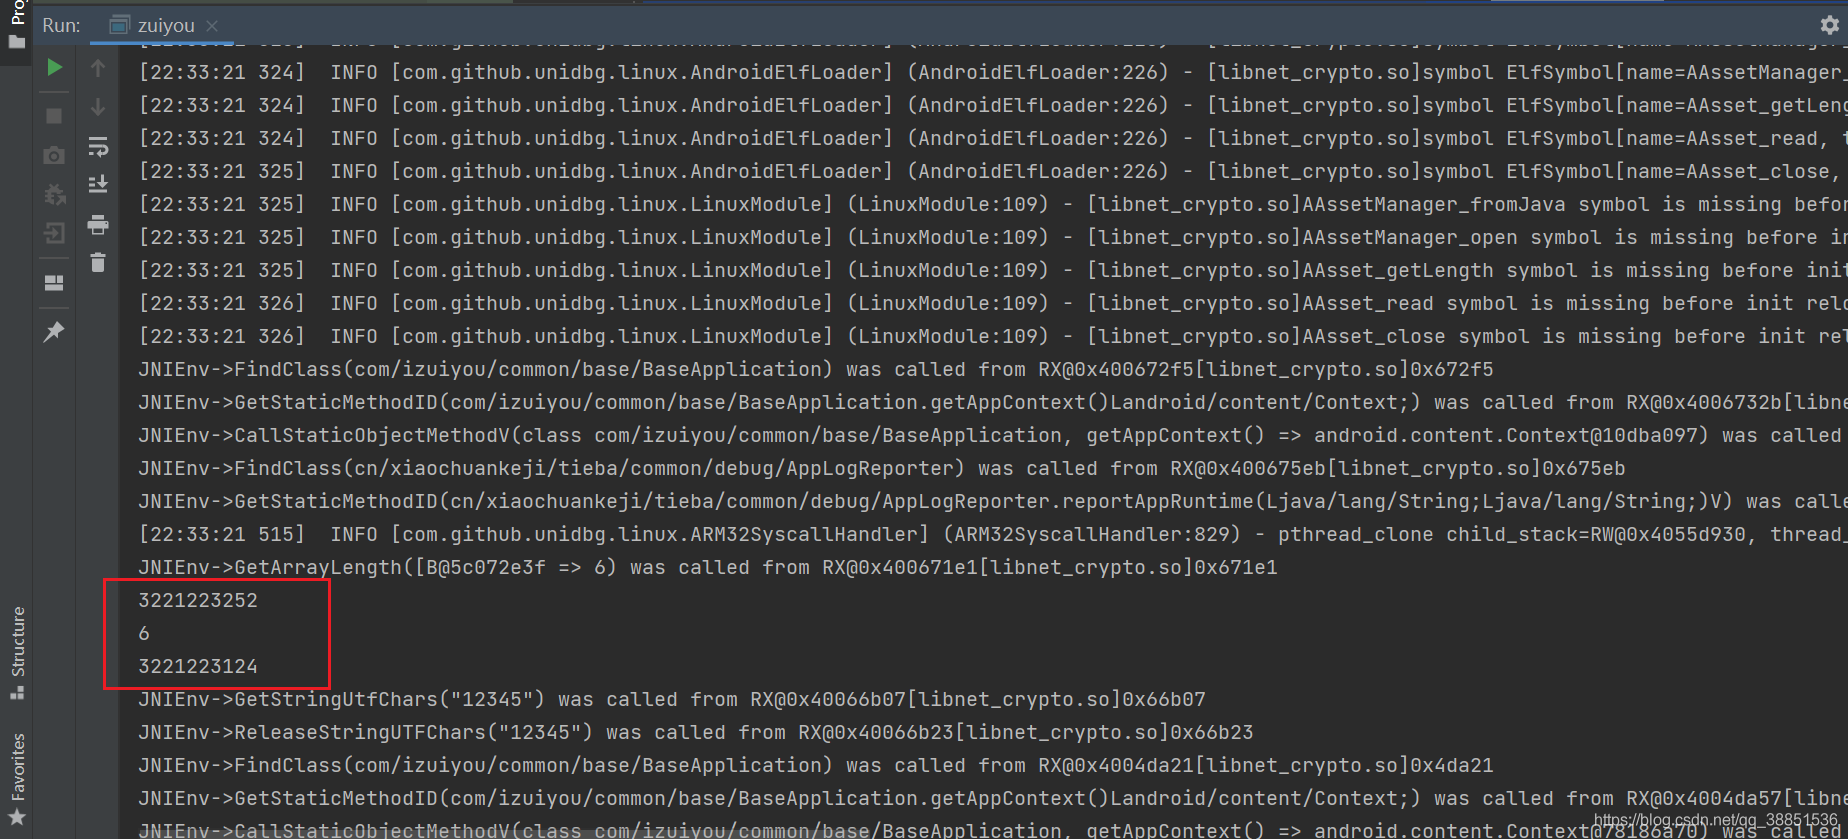 Run: zuiyou
[22:33:21 324] INFO [com.github.unidbg.linux.AndroidElfLoader] (AndroidElfLoader:226) - [libnet_crypto.so]symbol ElfSymbol[name=AAssetManager_
[22:33:21 324] INFO [com.github.unidbg.linux.AndroidElfLoader] (AndroidElfLoader:226) - [libnet_crypto.so]symbol ElfSymbol[name=AAsset_getLeng
[22:33:21 324] INFO [com.github.unidbg.linux.AndroidElfLoader] (AndroidElfLoader:226) - [libnet_crypto.so]symbol ElfSymbol[name=AAsset_read,
[22:33:21 325] INFO [com.github.unidbg.linux.AndroidElfLoader] (AndroidElfLoader:226) - [libnet_crypto.so]symbol ElfSymbol[name=AAsset_close,
[22:33:21 325] INFO [com.github.unidbg.linux.LinuxModule] (LinuxModule:109) - [libnet_crypto.so]AAssetManager_fromJava symbol is missing befor
[22:33:21 325] INFO [com.github.unidbg.linux.LinuxModule] (LinuxModule:109) - [libnet_crypto.so]AAssetManager_open symbol is missing before in
[22:33:21 325] INFO [com.github.unidbg.linux.LinuxModule] (LinuxModule:109) - [libnet_crypto.so]AAsset_getLength symbol is missing before init
[22:33:21 326] INFO [com.github.unidbg.linux.LinuxModule] (LinuxModule:109) - [libnet_crypto.so]AAsset_read symbol is missing before init relo
[22:33:21 326] INFO [com.github.unidbg.linux.LinuxModule] (LinuxModule:109) - [libnet_crypto.so]AAsset_close symbol is missing before init rel
JNIEnv->FindClass(com/izuiyou/common/base/BaseApplication) was called from RX@0x400672f5[libnet_crypto.so]0x672f5
JNIEnv->GetStaticMethodID(com/izuiyou/common/base/BaseApplication.getAppContext()Landroid/content/Context;) was called from RX@0x4006732b[libne
JNIEnv->CallStaticObjectMethodV(class com/izuiyou/common/base/BaseApplication, getAppContext() => android.content.Context@10dba097) was called
JNIEnv->FindClass(cn/xiaochuankeji/tieba/common/debug/AppLogReporter) was called from RX@0x400675eb[libnet_crypto.so]0x675eb
JNIEnv->GetStaticMethodID(cn/xiaochuankeji/tieba/common/debug/AppLogReporter.reportAppRuntime(Ljava/lang/String;Ljava/lang/String;)V) was calle
[22:33:21 515] INFO [com.github.unidbg.linux.ARM32SyscallHandler] (ARM32SyscallHandler:829) - pthread_clone child_stack=RW@0x4055d930, thread_
JNIEnv->GetArrayLength([B@5c072e3f => 6) was called from RX@0x400671e1[libnet_crypto.so]0x671e1
3221223252
6
3221223124
JNIEnv->GetStringUtfChars("12345") was called from RX@0x40066b07[libnet_crypto.so]0x66b07
JNIEnv->ReleaseStringUTFChars("12345") was called from RX@0x40066b23[libnet_crypto.so]0x66b23
JNIEnv->FindClass(com/izuiyou/common/base/BaseApplication) was called from RX@0x4004da21[libnet_crypto.so]0x4da21
JNIEnv->GetStaticMethodID(com/izuiyou/common/base/BaseApplication.getAppContext()Landroid/content/Context;) was called from RX@0x4004da57[libne
JNIEnv->CallStaticObjectMethodV(class com/izuiyou/common/base/BaseApplication, getAppContext() => android.content.Context@78186a70) was called
Structure
Favorites
https://blog.csdn.net/qq_38851536